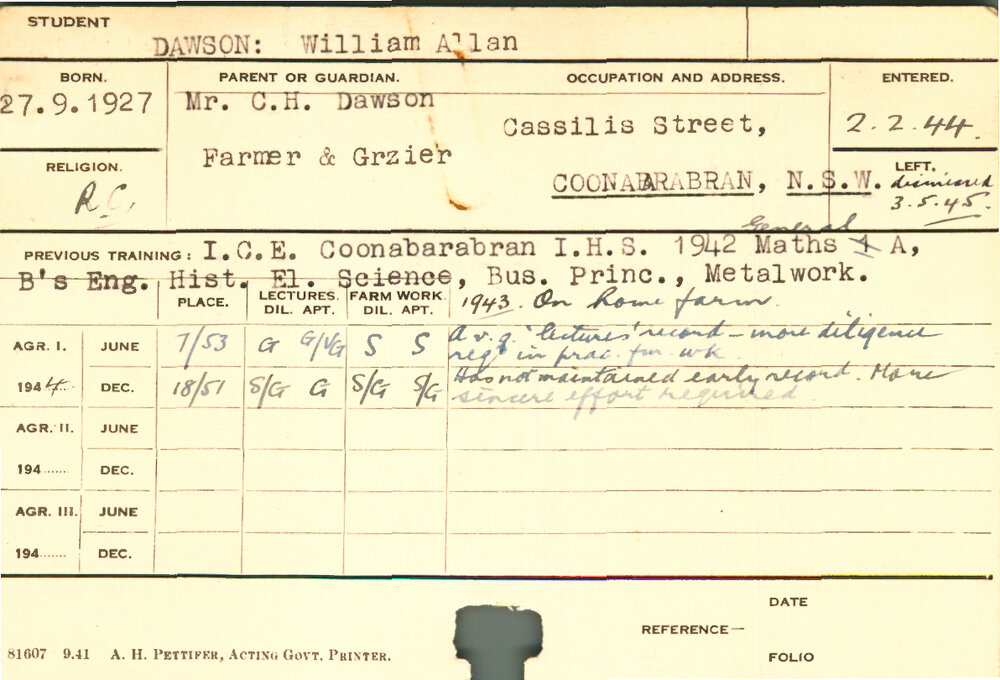 STUDENT
DAWSON: William Allan
BORN. PARENT OR GUARDIAN. OCCUPATION AND ADDRESS. ENTERED.
27.9.1927 Mr. C.H. Dawson
Cassilis Street, 2.2.44.
Farmer & Grzier
RELIGION. LEFT.
R.C. COONABARABRAN, N.S.W. dismissed
3.5.45.
General
PREVIOUS TRAINING: I.C.E. Coonabarabran I.H.S. 1942 Maths 1 A,
B's Eng. Hist. El. Science, Bus. Princ., Metalwork.
PLACE. LECTURES. FARM WORK. 1943. On home farm.
DIL. APT. DIL. APT.
AGR. I. JUNE 7/53 G G/VG S S A v.g. 'lectures' record – more diligence
reqd in prac. fm. wk.
1944. DEC. 18/51 S/G G S/G S/G Has not maintained early record. More
sincere effort required.
AGR. II. JUNE
194...... DEC.
AGR. III. JUNE
194....... DEC.
DATE
REFERENCE—
FOLIO
81607 9.41 A. H. PETTIFER, ACTING GOVT. PRINTER.